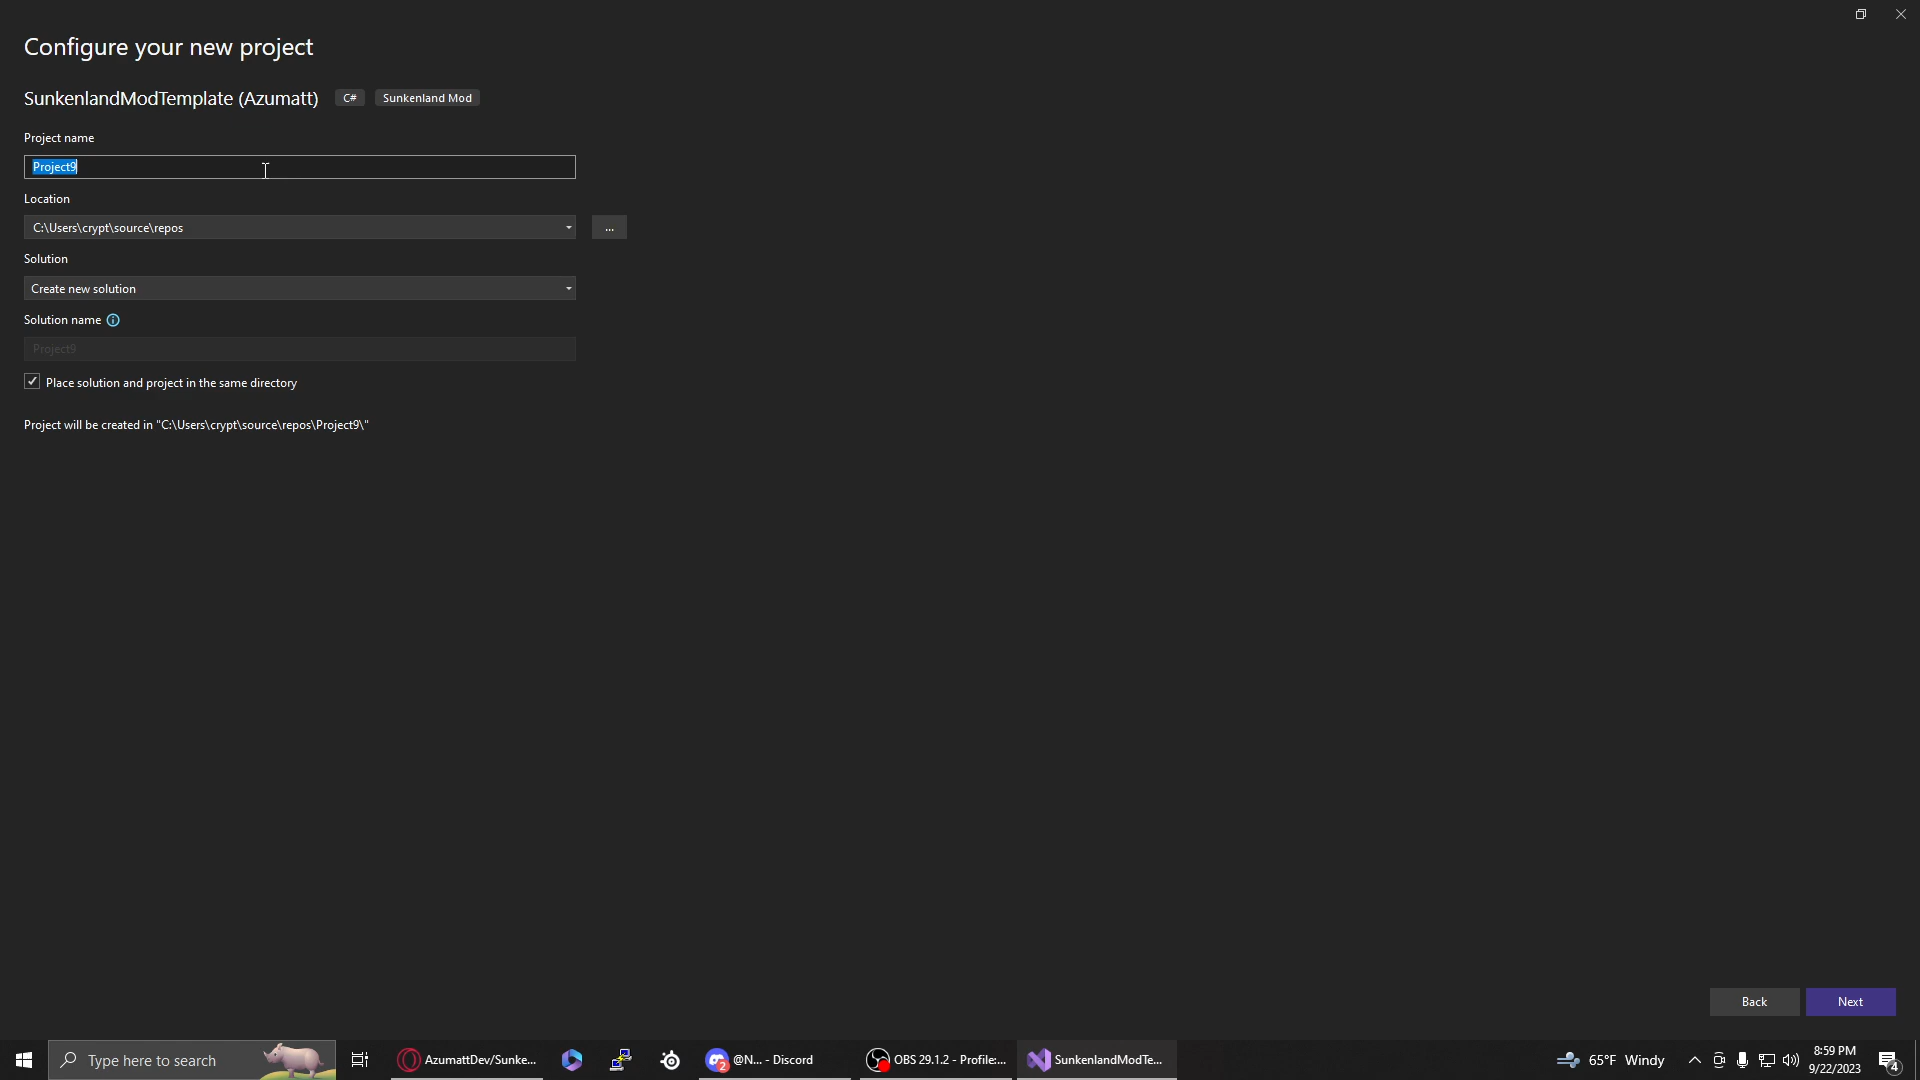 Configure your new project
SunkenlandModTemplate (Azumatt) C# Sunkenland Mod
Project name
Project9
Location
C:\Users\crypt\source\repos
...
Solution
Create new solution
Solution name
Project9
Place solution and project in the same directory
Project will be created in "C:\Users\crypt\source\repos\Project9\"
Back Next
Type here to search
AzumattDev/Sunke...
2
@N... - Discord
OBS 29.1.2 - Profile:...
SunkenlandModTe...
65°F Windy
8:59 PM
9/22/2023
4